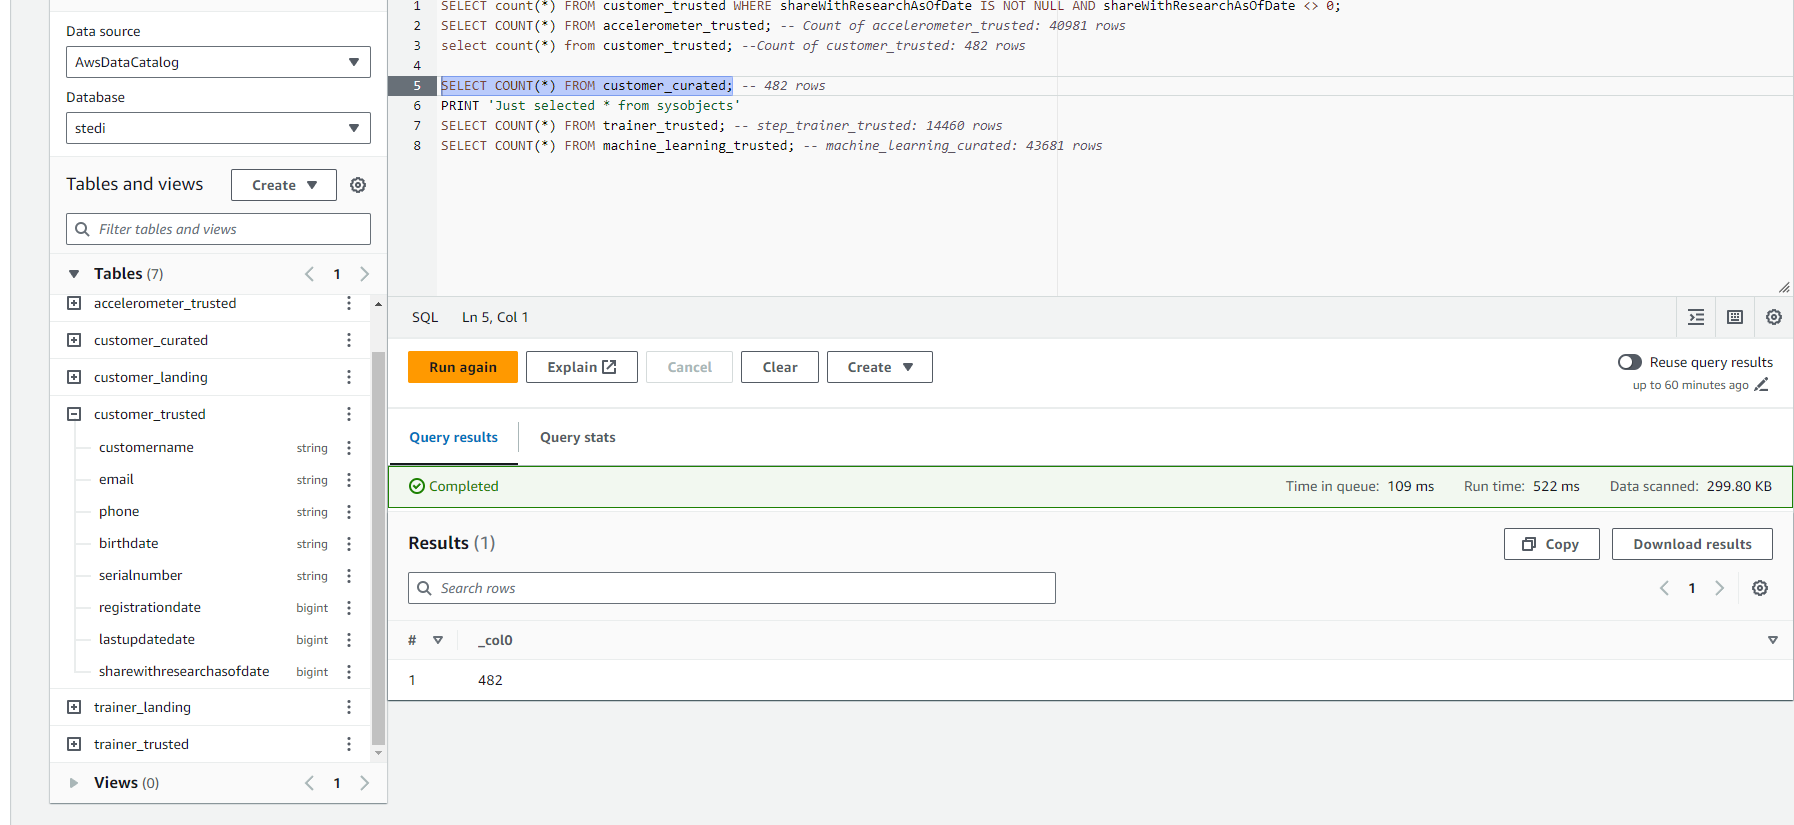 Data source
AwsDataCatalog
Database
stedi
Tables and views
Create
Filter tables and views
Tables (7)
1
accelerometer_trusted
customer_curated
customer_landing
customer_trusted
customername string
email string
phone string
birthdate string
serialnumber string
registrationdate bigint
lastupdatedate bigint
sharewithresearchasofdate bigint
trainer_landing
trainer_trusted
Views (0)
1
1 SELECT count(*) FROM customer_trusted WHERE shareWithResearchAsOfDate IS NOT NULL AND shareWithResearchAsOfDate <> 0;
2 SELECT COUNT(*) FROM accelerometer_trusted; -- Count of accelerometer_trusted: 40981 rows
3 select count(*) from customer_trusted; --Count of customer_trusted: 482 rows
4
5 SELECT COUNT(*) FROM customer_curated; -- 482 rows
6 PRINT 'Just selected * from sysobjects'
7 SELECT COUNT(*) FROM trainer_trusted; -- step_trainer_trusted: 14460 rows
8 SELECT COUNT(*) FROM machine_learning_trusted; -- machine_learning_curated: 43681 rows
SQL Ln 5, Col 1
Run again Explain Cancel Clear Create
Reuse query results
up to 60 minutes ago
Query results Query stats
Completed Time in queue: 109 ms Run time: 522 ms Data scanned: 299.80 KB
Results (1)
Copy Download results
Search rows
1
# _col0
1 482